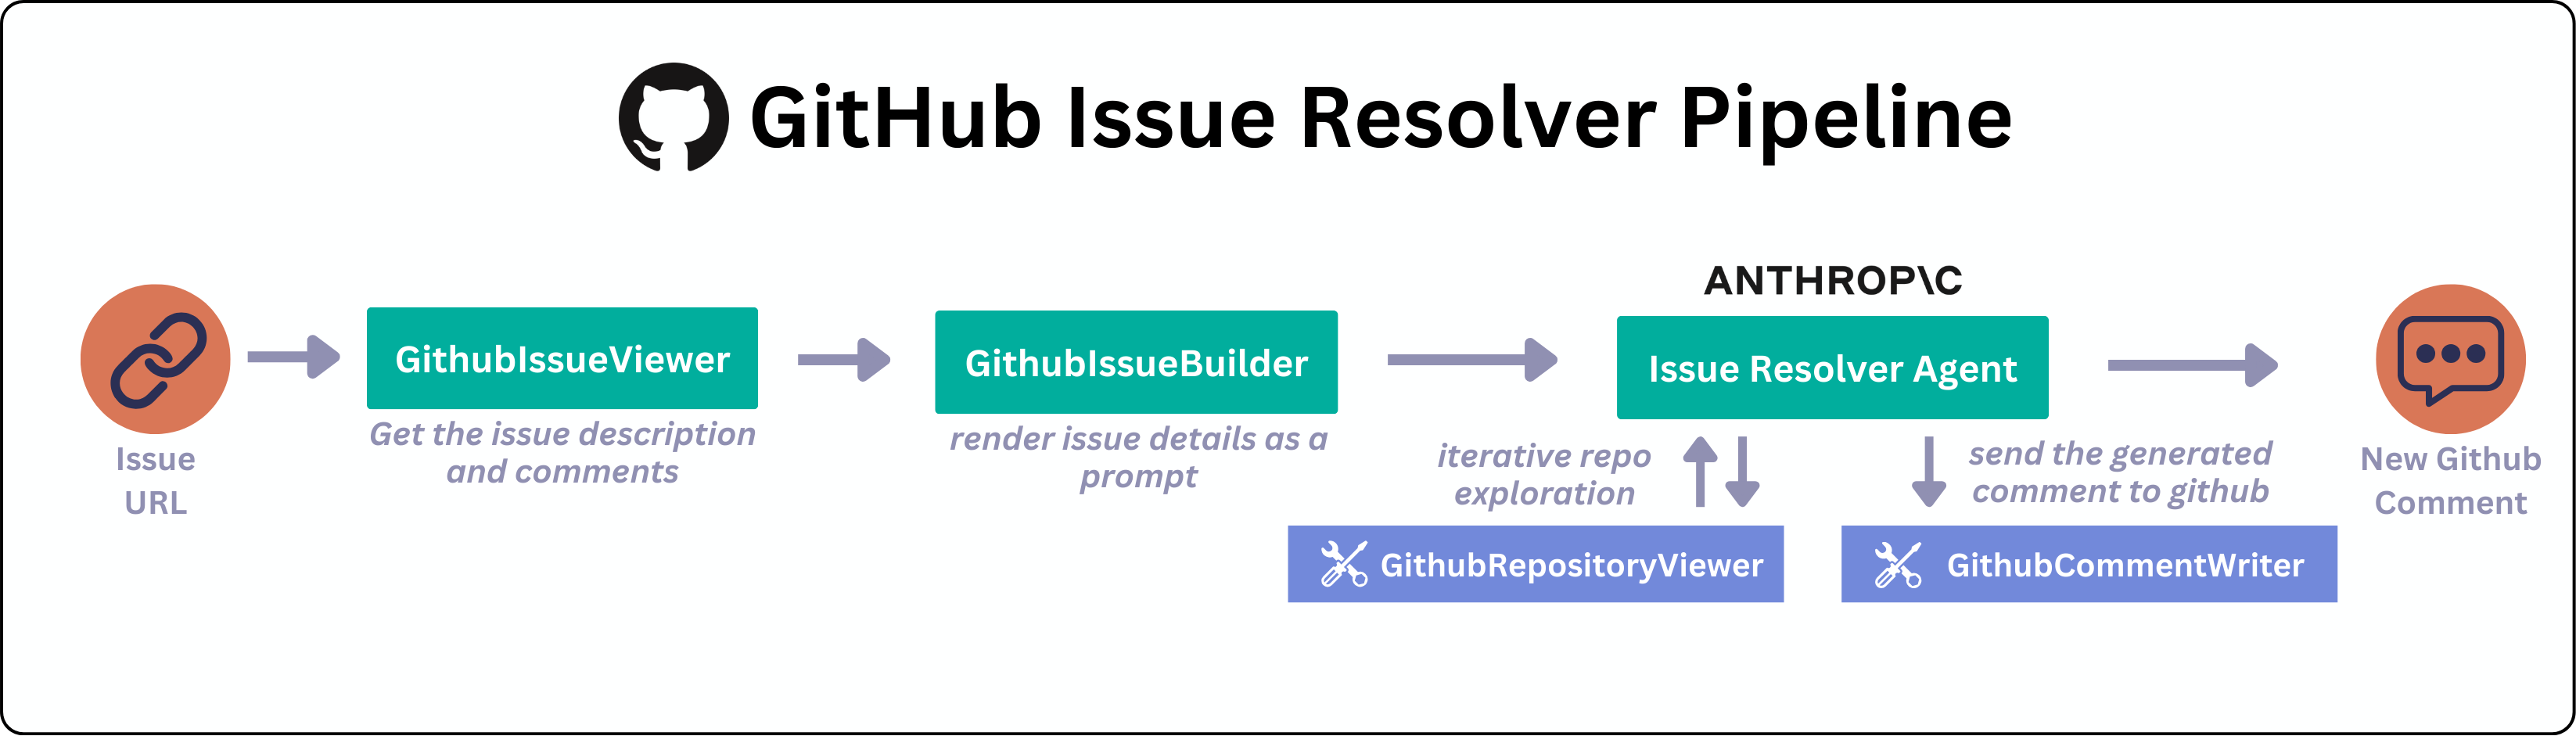 GitHub Issue Resolver Pipeline
ANTHROP\C
GithubIssueViewer
GithubIssueBuilder
Issue Resolver Agent
Get the issue description
and comments
render issue details as a
prompt
iterative repo
exploration
send the generated
comment to github
Issue
URL
New Github
Comment
GithubRepositoryViewer
GithubCommentWriter